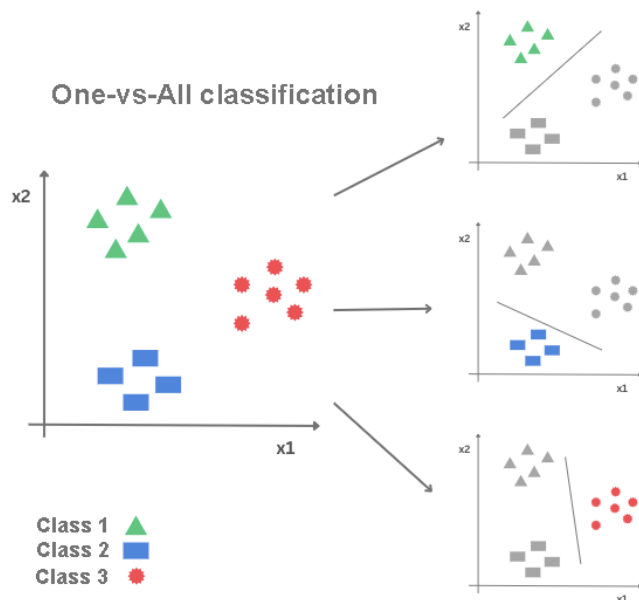 One-vs-All classification
x2
x1
Class 1
Class 2
Class 3
x2
x1
x2
x1
x2
x1